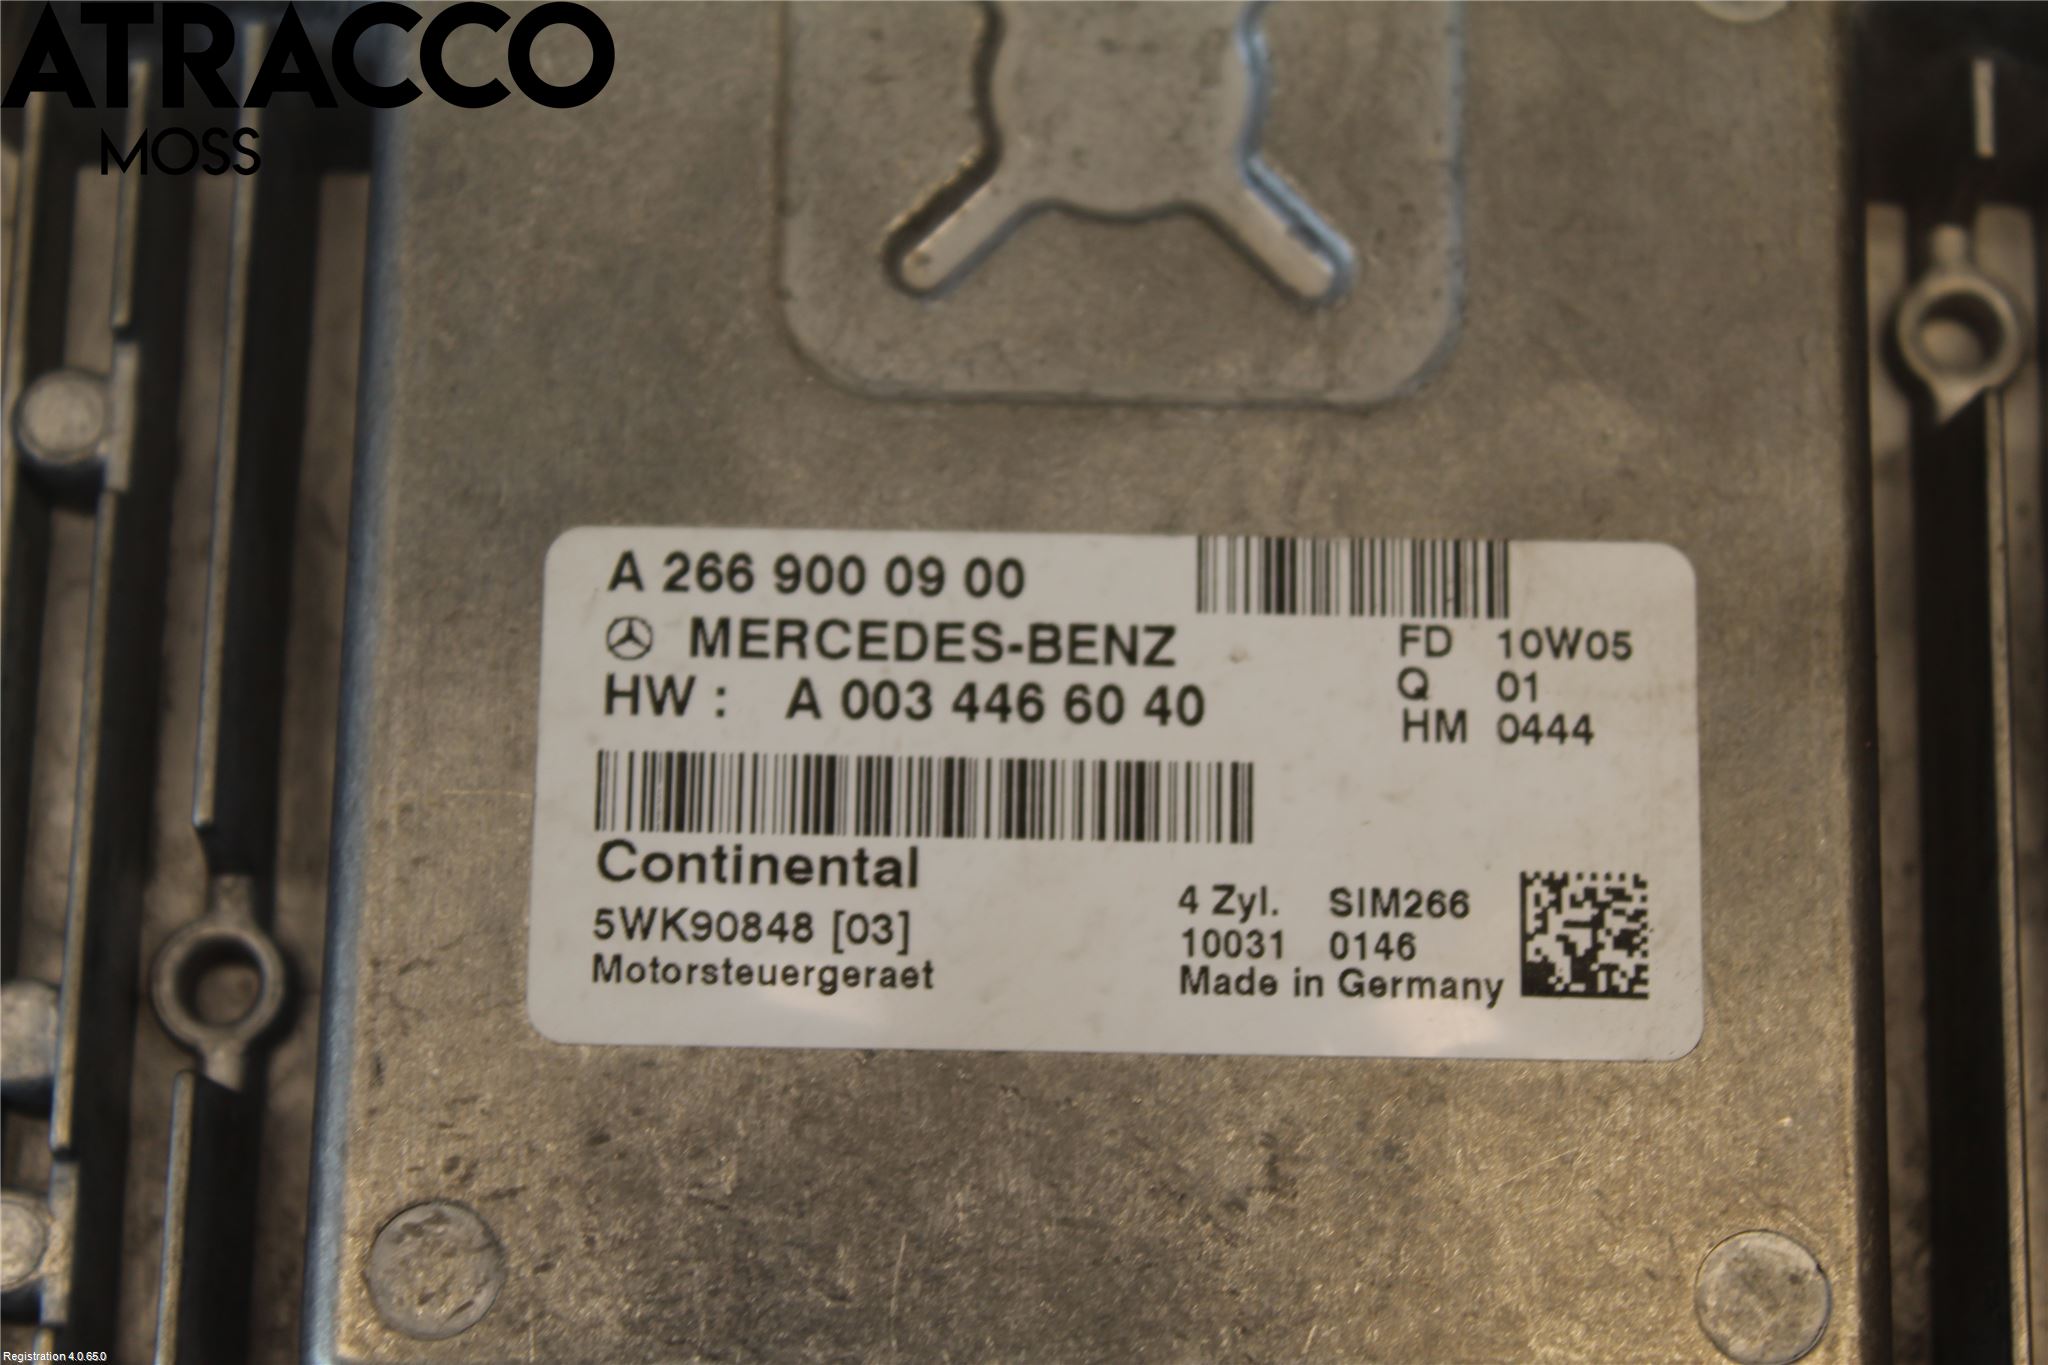 ATRACCO
MOSS
A 266 900 09 00
MERCEDES-BENZ
HW : A 003 446 60 40
FD 10W05
Q 01
HM 0444
Continental
5WK90848 [03]
Motorsteuergeraet
4 Zyl. SIM266
10031 0146
Made in Germany
Registration 4.0.65.0